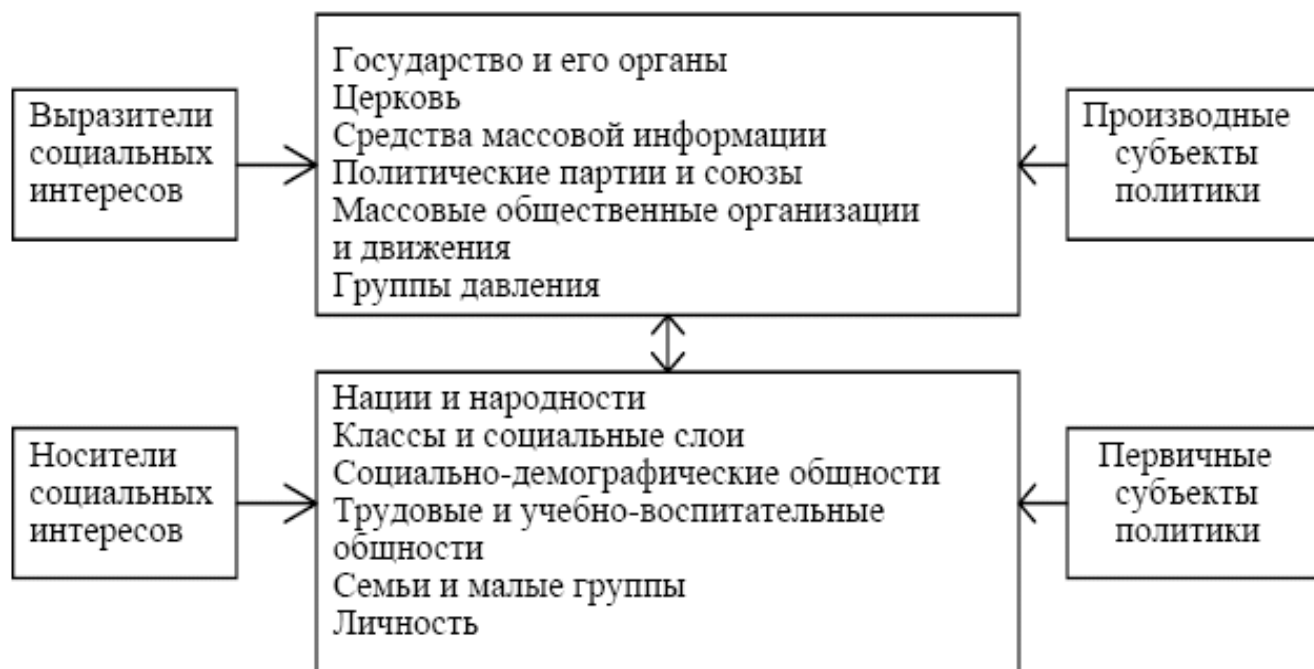 Выразители
социальных
интересов
Государство и его органы
Церковь
Средства массовой информации
Политические партии и союзы
Массовые общественные организации
и движения
Группы давления
Производные
субъекты
политики
Носители
социальных
интересов
Нации и народности
Классы и социальные слои
Социально-демографические общности
Трудовые и учебно-воспитательные
общности
Семьи и малые группы
Личность
Первичные
субъекты
политики